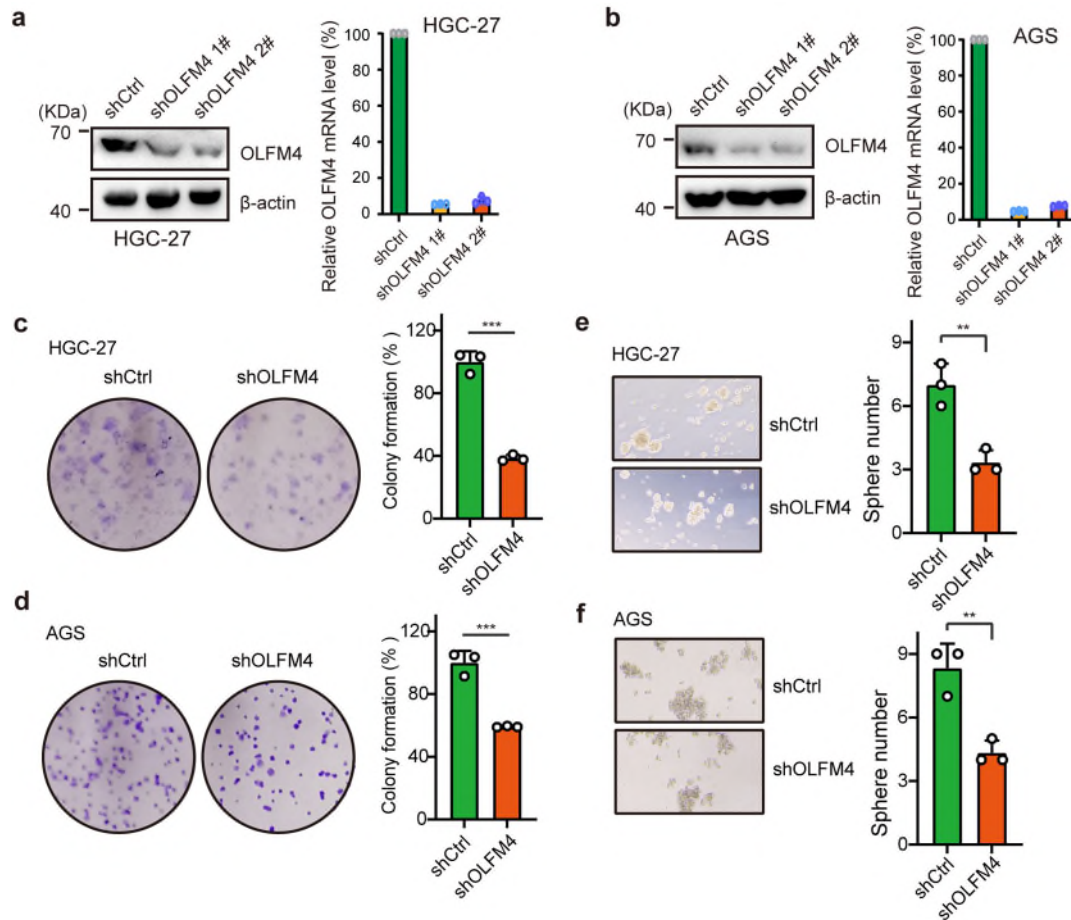 a
HGC-27
(KDa)
shCtrl
shOLFM4 1#
shOLFM4 2#
70
OLFM4
40
β-actin
HGC-27
Relative OLFM4 mRNA level (%)
100
80
60
40
20
0
shCtrl
shOLFM4 1#
shOLFM4 2#
b
AGS
(KDa)
shCtrl
shOLFM4 1#
shOLFM4 2#
70
OLFM4
40
β-actin
AGS
Relative OLFM4 mRNA level (%)
100
80
60
40
20
0
shCtrl
shOLFM4 1#
shOLFM4 2#
c
HGC-27
shCtrl
shOLFM4
Colony formation (% )
120
80
40
0
***
shCtrl
shOLFM4
d
AGS
shCtrl
shOLFM4
Colony formation (% )
120
80
40
0
***
shCtrl
shOLFM4
e
HGC-27
shCtrl
shOLFM4
Sphere number
9
6
3
0
**
shCtrl
shOLFM4
f
AGS
shCtrl
shOLFM4
Sphere number
9
6
3
0
**
shCtrl
shOLFM4